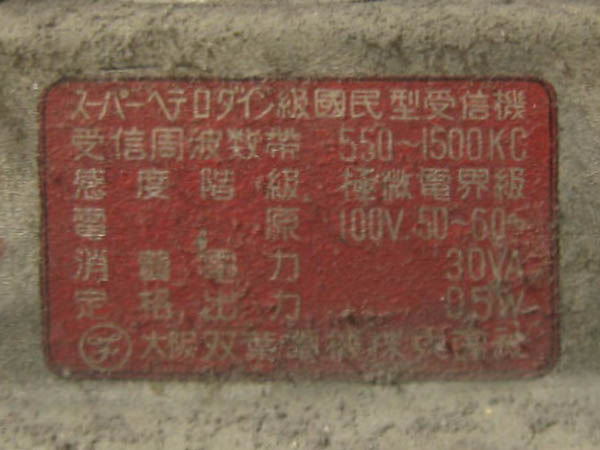 スーパーヘテロダイン級國民型受信機
受信周波数帯 550~1500KC
感度階級 極微電界級
電原 100V. 50~60~
消費電力 30VA
定格出力 0.5W
大阪双葉電機株式會社